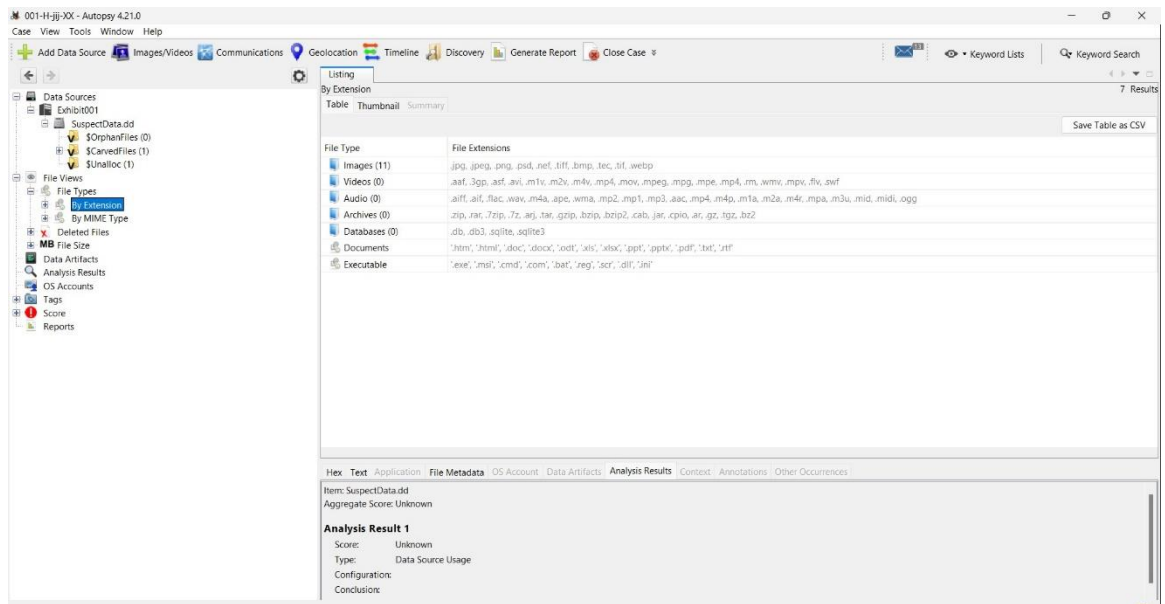 001-H-jij-XX - Autopsy 4.21.0
Case View Tools Window Help
Add Data Source Images/Videos Communications Geolocation Timeline Discovery Generate Report Close Case Keyword Lists Keyword Search
Listing
By Extension 7 Results
Table Thumbnail Summary
Save Table as CSV
Data Sources
Exhibit001
SuspectData.dd
$OrphanFiles (0)
$CarvedFiles (1)
$Unalloc (1)
File Views
File Types
By Extension
By MIME Type
Deleted Files
MB File Size
Data Artifacts
Analysis Results
OS Accounts
Tags
Score
Reports
File Type File Extensions
Images (11) .jpg, .jpeg, .png, .psd, .nef, .tiff, .bmp, .tec, .tif, .webp
Videos (0) .aaf, .3gp, .asf, .avi, .m1v, .m2v, .m4v, .mp4, .mov, .mpeg, .mpg, .mpe, .mp4, .rm, .wmv, .mpv, .flv, .swf
Audio (0) .aiff, .aif, .flac, .wav, .m4a, .ape, .wma, .mp2, .mp1, .mp3, .aac, .mp4, .m4p, .m1a, .m2a, .m4r, .mpa, .m3u, .mid, .midi, .ogg
Archives (0) .zip, .rar, .7zip, .7z, .arj, .tar, .gzip, .bzip, .bzip2, .cab, .jar, .cpio, .ar, .gz, .tgz, .bz2
Databases (0) .db, .db3, .sqlite, .sqlite3
Documents '.htm', '.html', '.doc', '.docx', '.odt', '.xls', '.xlsx', '.ppt', '.pptx', '.pdf', '.txt', '.rtf'
Executable '.exe', '.msi', '.cmd', '.com', '.bat', '.reg', '.scr', '.dll', '.ini'
Hex Text Application File Metadata OS Account Data Artifacts Analysis Results Context Annotations Other Occurrences
Item: SuspectData.dd
Aggregate Score: Unknown
Analysis Result 1
Score: Unknown
Type: Data Source Usage
Configuration:
Conclusion: